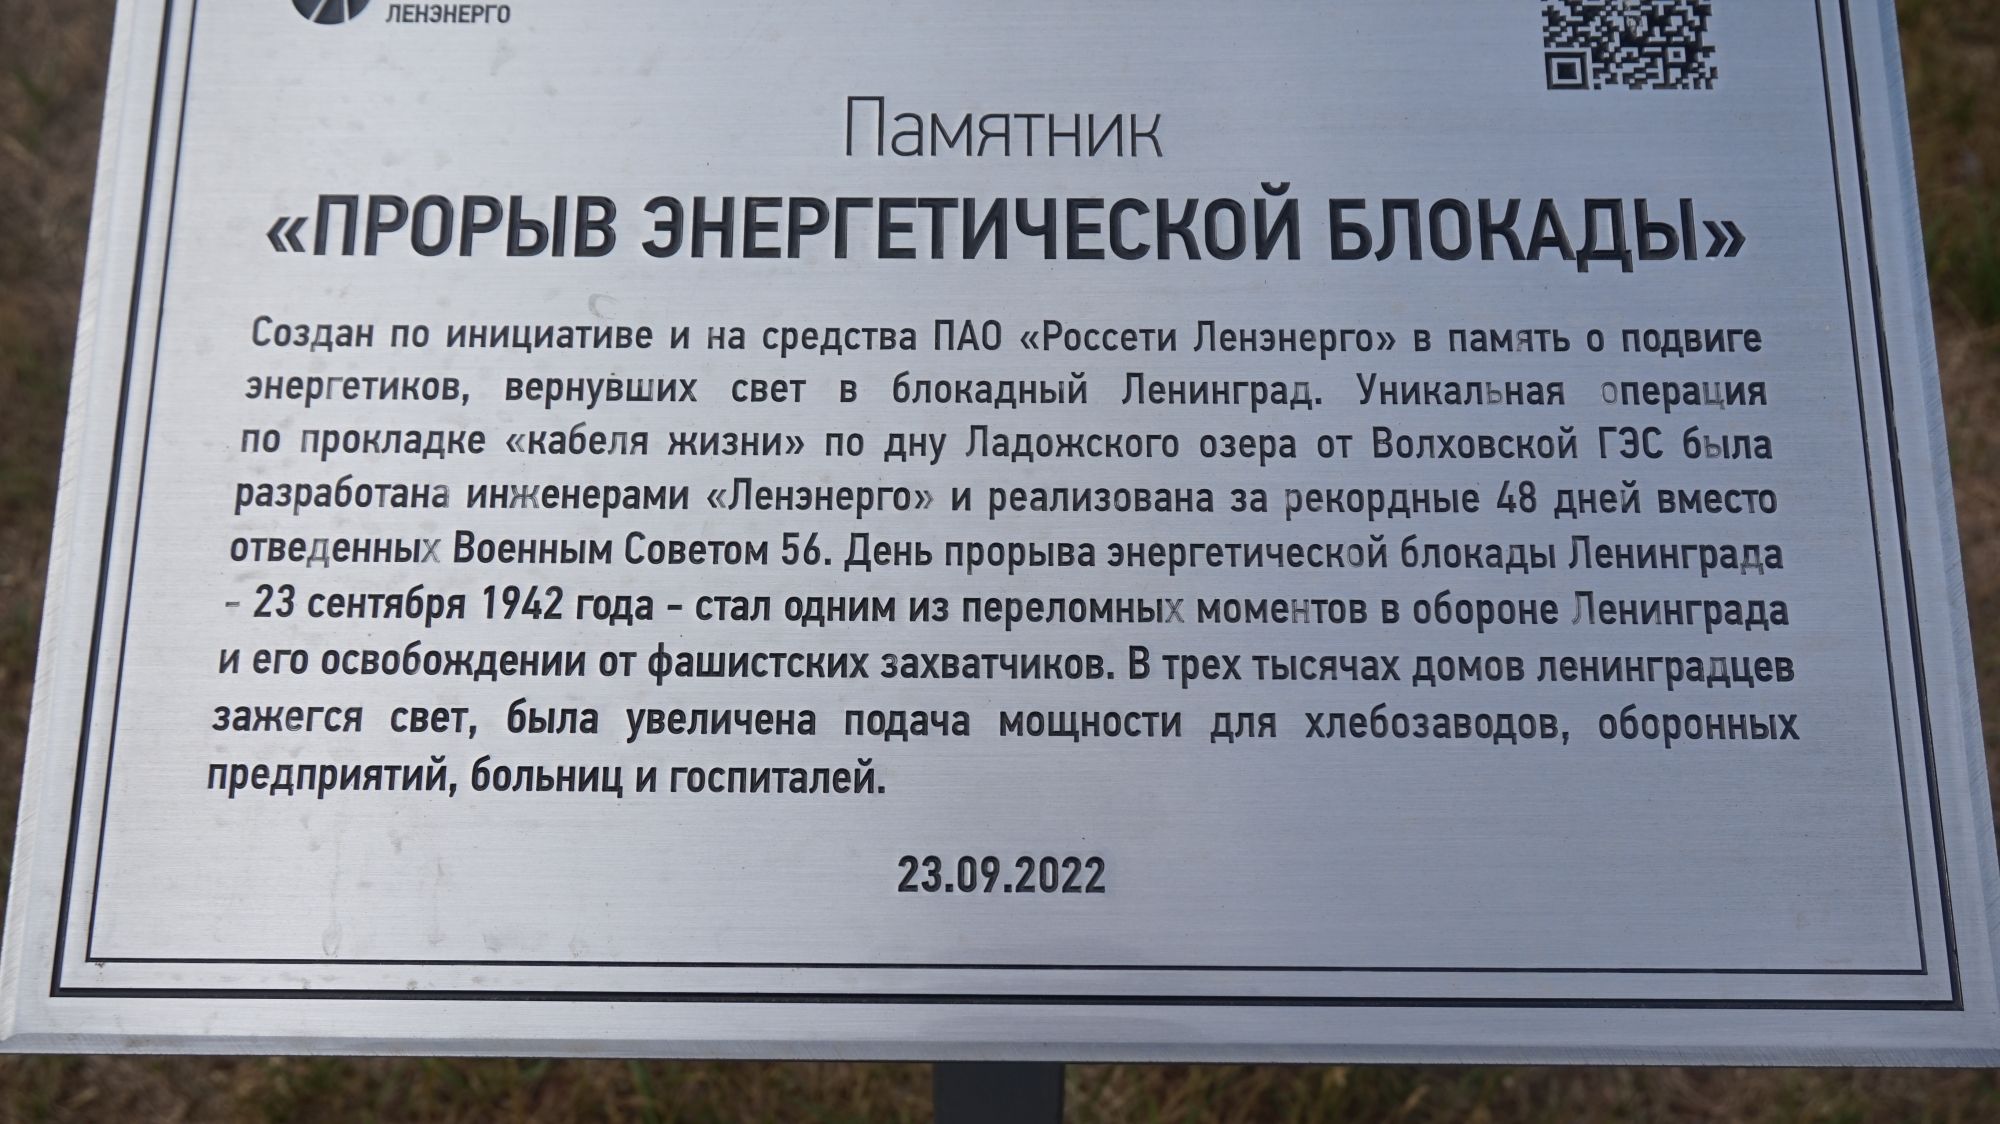 ЛЕНЭНЕРГО
Памятник
«ПРОРЫВ ЭНЕРГЕТИЧЕСКОЙ БЛОКАДЫ»
Создан по инициативе и на средства ПАО «Россети Ленэнерго» в память о подвиге
энергетиков, вернувших свет в блокадный Ленинград. Уникальная операция
по прокладке «кабеля жизни» по дну Ладожского озера от Волховской ГЭС была
разработана инженерами «Ленэнерго» и реализована за рекордные 48 дней вместо
отведенных Военным Советом 56. День прорыва энергетической блокады Ленинграда
- 23 сентября 1942 года - стал одним из переломных моментов в обороне Ленинграда
и его освобождении от фашистских захватчиков. В трех тысячах домов ленинградцев
зажегся свет, была увеличена подача мощности для хлебозаводов, оборонных
предприятий, больниц и госпиталей.
23.09.2022